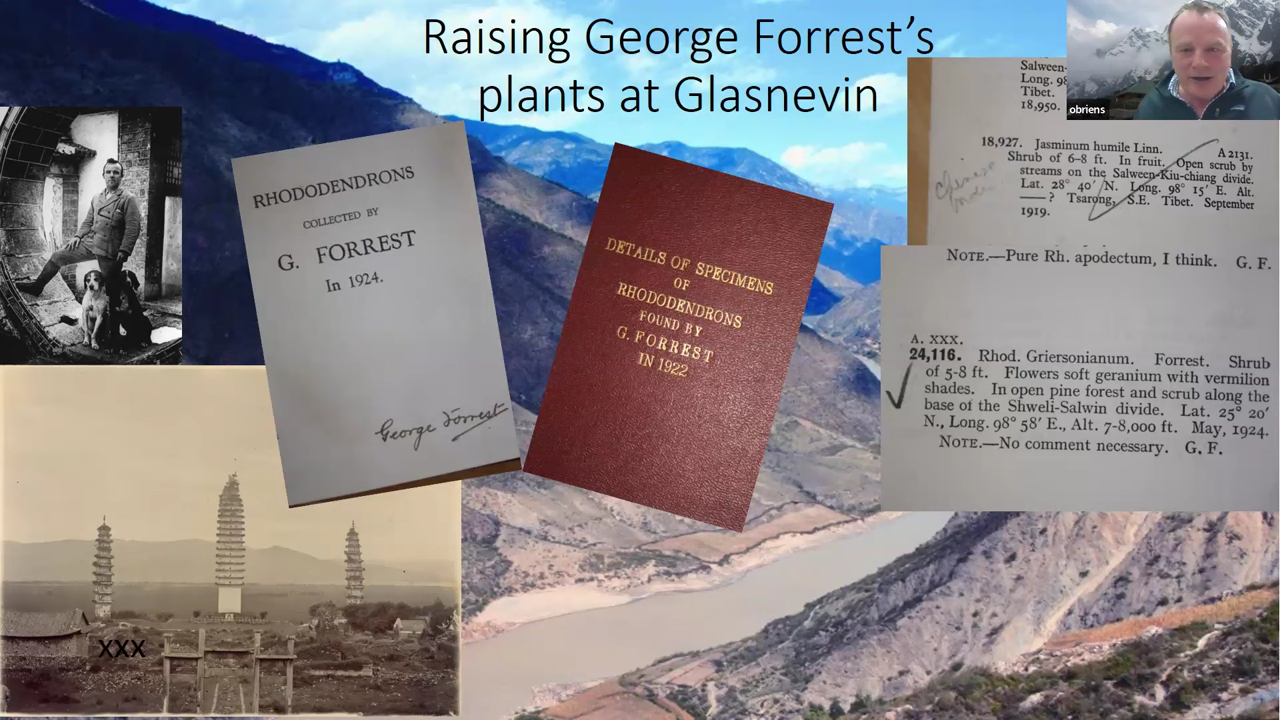 Raising George Forrest’s
plants at Glasnevin
obriens
RHODODENDRONS
COLLECTED BY
G. FORREST
In 1924.
George Forrest
DETAILS OF SPECIMENS
OF
RHODODENDRONS
FOUND BY
G. FORREST
IN 1922
Salween-
Long. 98
Tibet.
18,950.
18,927. Jasminum humile Linn. A 2131.
Shrub of 6-8 ft. In fruit. Open scrub by
streams on the Salween-Kiu-chiang divide.
Lat. 28° 40′ N. Long. 98° 15′ E. Alt.
——? Tsarong, S.E. Tibet. September
1919.
NOTE.—Pure Rh. apodectum, I think. G. F.
A. XXX.
24,116. Rhod. Griersonianum. Forrest. Shrub
of 5-8 ft. Flowers soft geranium with vermilion
shades. In open pine forest and scrub along the
base of the Shweli-Salwin divide. Lat. 25° 20′
N., Long. 98° 58′ E., Alt. 7-8,000 ft. May, 1924.
NOTE.—No comment necessary. G. F.
XXX